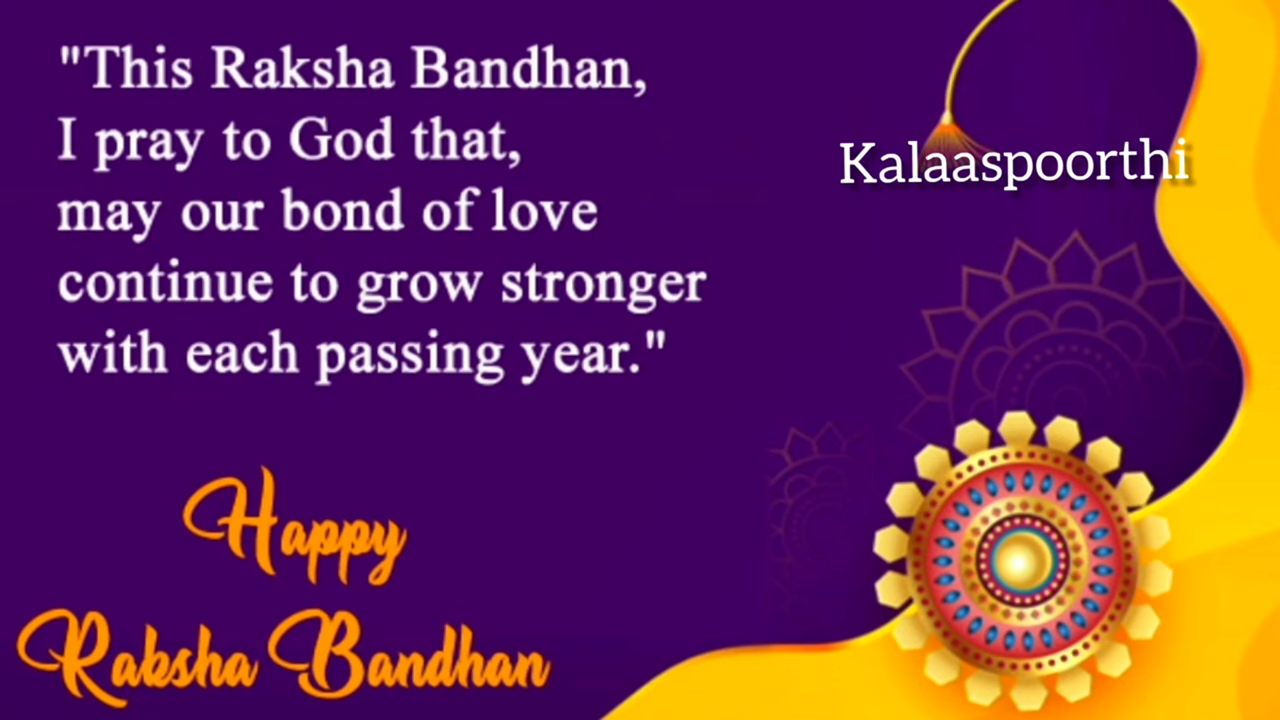 "This Raksha Bandhan,
I pray to God that,
may our bond of love
continue to grow stronger
with each passing year."
Kalaaspoorthi
Happy
Raksha Bandhan